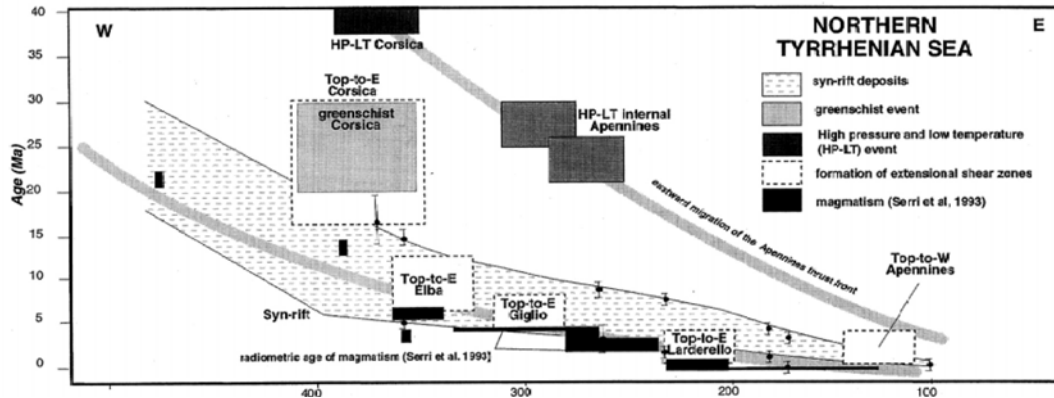 W
E
NORTHERN
TYRRHENIAN SEA
syn-rift deposits
greenschist event
High pressure and low temperature
(HP-LT) event
formation of extensional shear zones
magmatism (Serri et al. 1993)
HP-LT Corsica
Top-to-E
Corsica
greenschist
Corsica
HP-LT Internal
Apennines
eastward migration of the Apennines thrust front
Top-to-W
Apennines
Top-to-E
Elba
Top-to-E
Giglio
Top-to-E
Larderello
Syn-rift
radiometric age of magmatism (Serri et al. 1993)
Age (Ma)
40
35
30
25
20
15
10
5
0
400
300
200
100